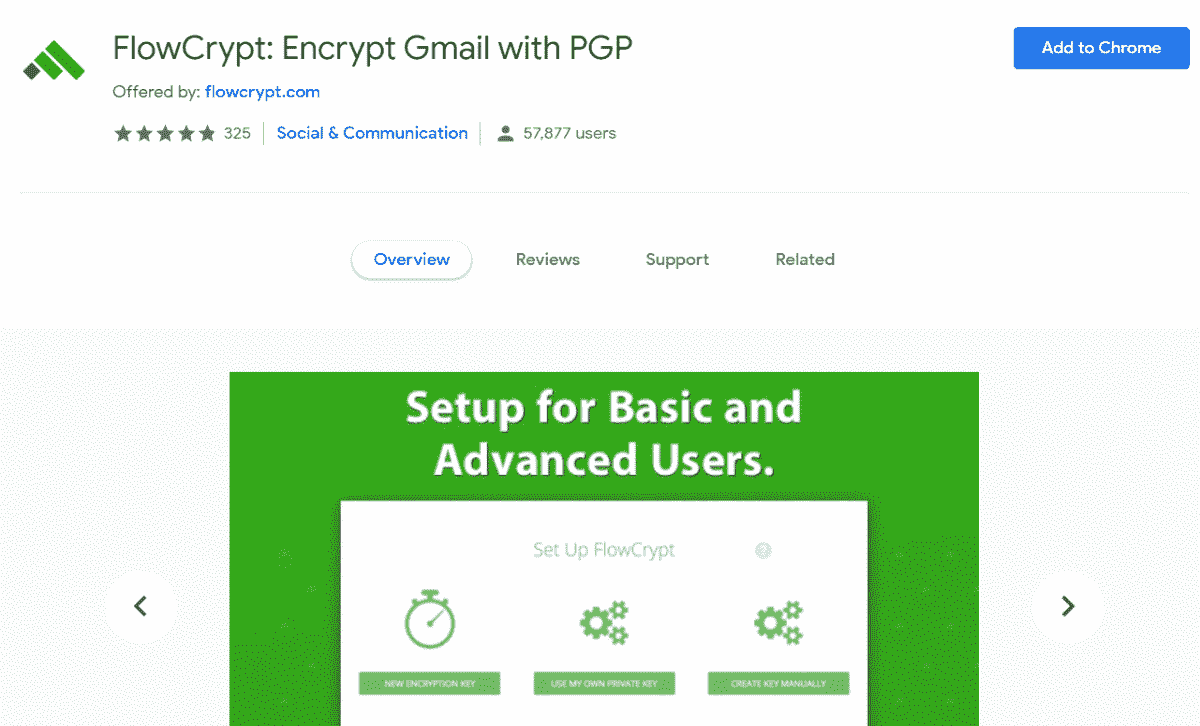 FlowCrypt: Encrypt Gmail with PGP
Add to Chrome
Offered by: flowcrypt.com
325
Social & Communication
57,877 users
Overview
Reviews
Support
Related
Setup for Basic and
Advanced Users.
Set Up FlowCrypt
NEW ENCRYPTION KEY
USE MY OWN PRIVATE KEY
CREATE KEY MANUALLY